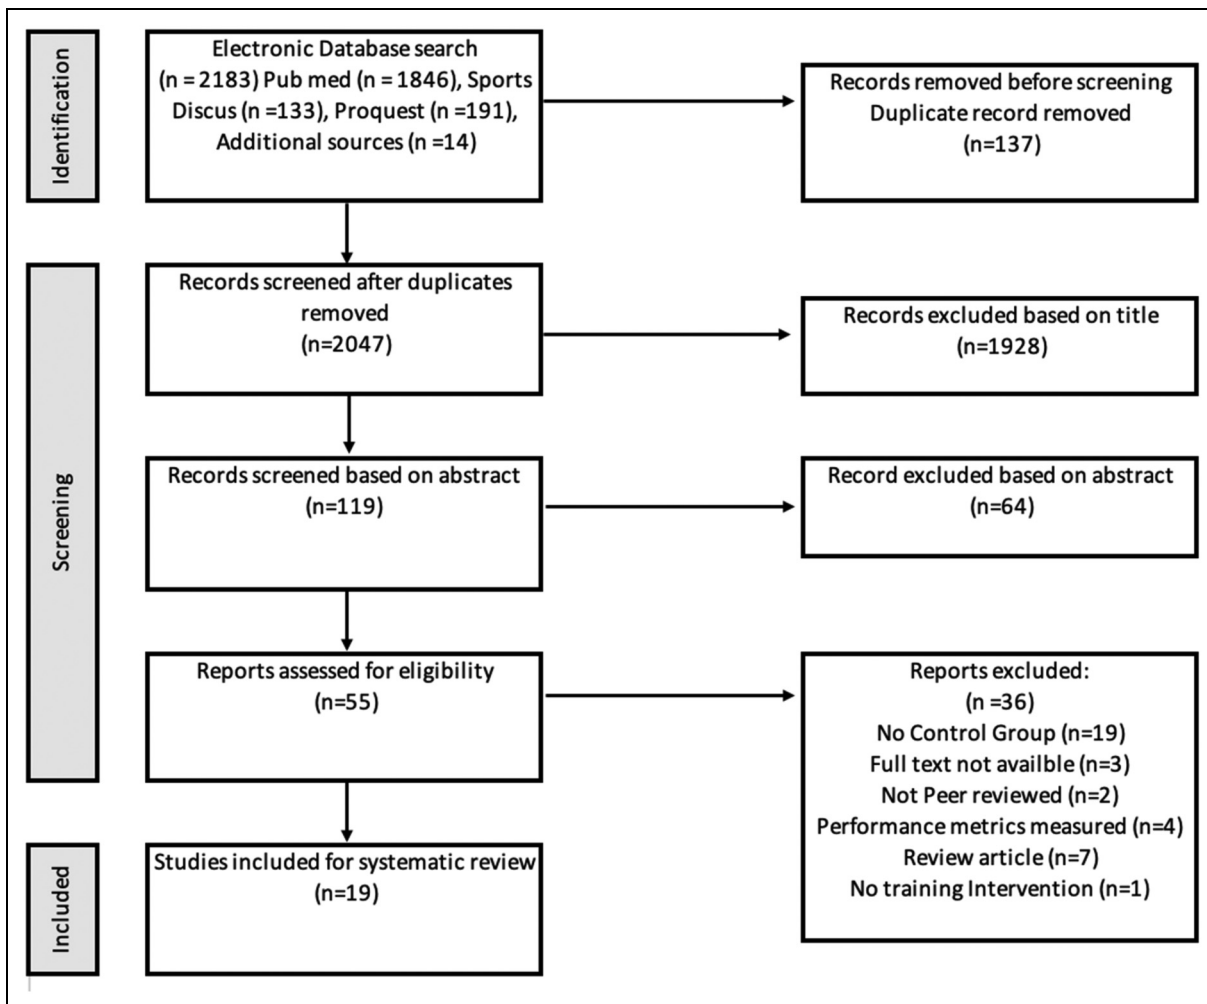 Identification
Electronic Database search
(n = 2183) Pub med (n = 1846), Sports
Discus (n =133), Proquest (n =191),
Additional sources (n =14)
Records removed before screening
Duplicate record removed
(n=137)
Screening
Records screened after duplicates
removed
(n=2047)
Records excluded based on title
(n=1928)
Records screened based on abstract
(n=119)
Record excluded based on abstract
(n=64)
Reports assessed for eligibility
(n=55)
Reports excluded:
(n =36)
No Control Group (n=19)
Full text not availble (n=3)
Not Peer reviewed (n=2)
Performance metrics measured (n=4)
Review article (n=7)
No training Intervention (n=1)
Included
Studies included for systematic review
(n=19)